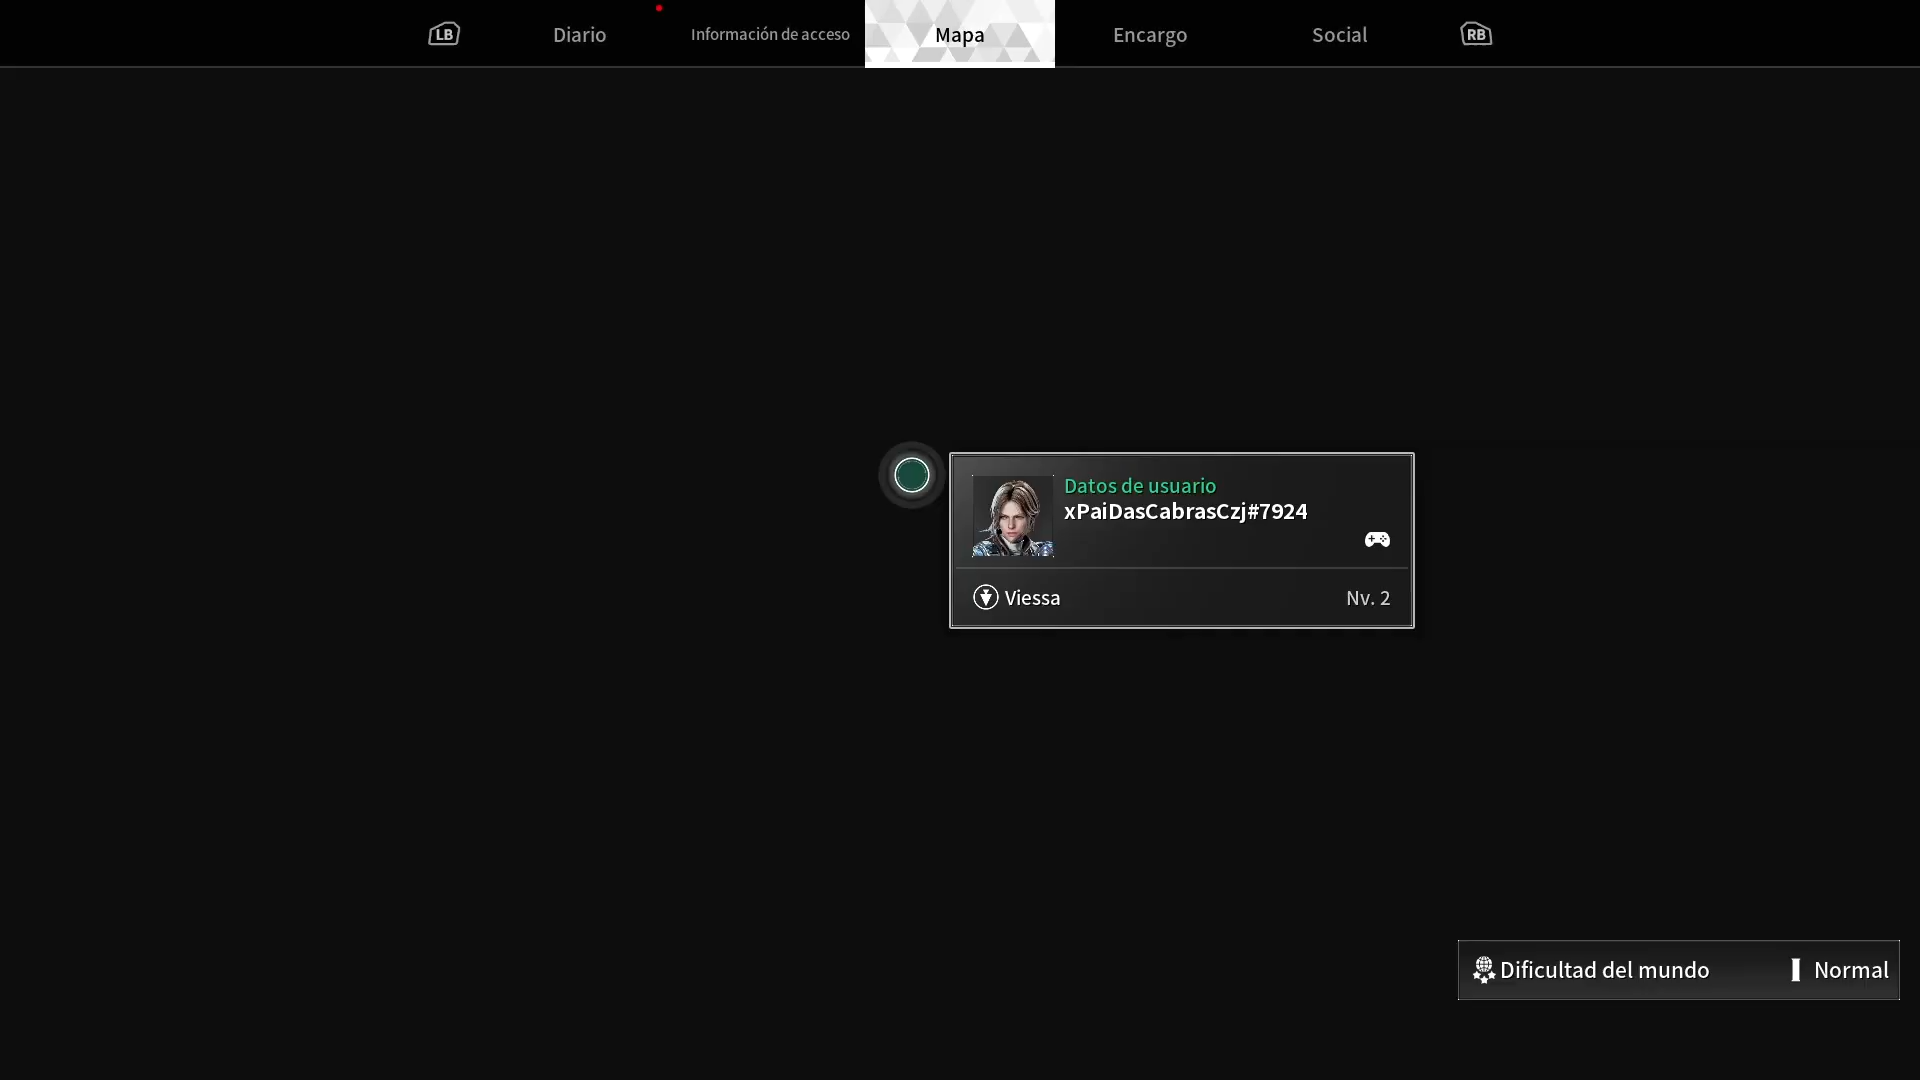 LB
Diario
Información de acceso
Mapa
Encargo
Social
RB
Datos de usuario
xPaiDasCabrasCzj#7924
Viessa
Nv. 2
Dificultad del mundo
Normal